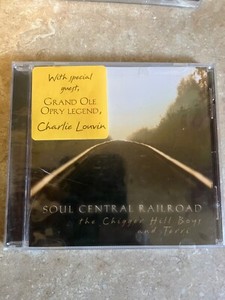 With special
guest,
GRAND OLE
OPRY LEGEND,
Charlie Louvin
SOUL CENTRAL RAILROAD
the Chigger Hill Boys
and Terri